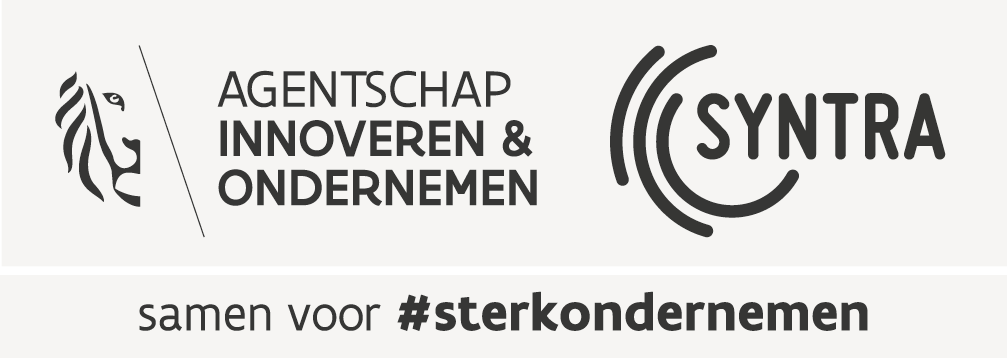 AGENTSCHAP
INNOVEREN &
ONDERNEMEN
SYNTRA
samen voor #sterkondernemen